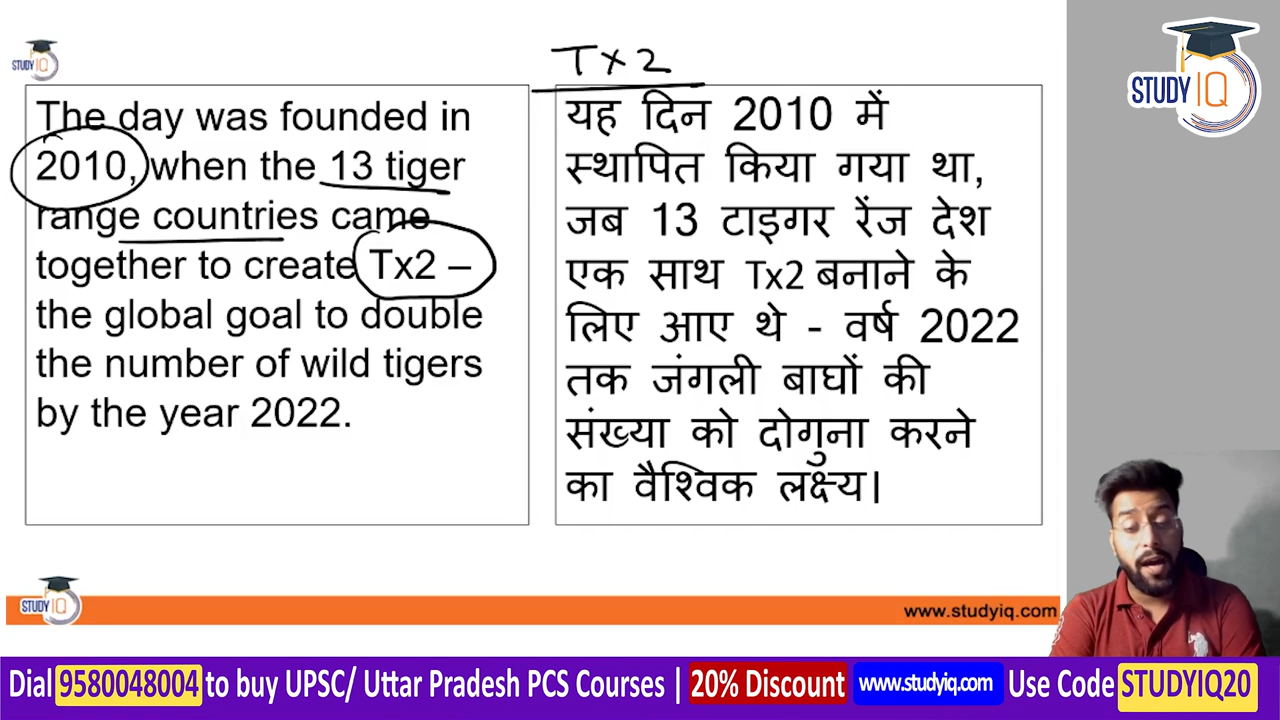 STUDY IQ
Tx2
STUDY IQ
The day was founded in
2010, when the 13 tiger
range countries came
together to create Tx2 –
the global goal to double
the number of wild tigers
by the year 2022.
यह दिन 2010 में
स्थापित किया गया था,
जब 13 टाइगर रेंज देश
एक साथ Tx2 बनाने के
लिए आए थे - वर्ष 2022
तक जंगली बाघों की
संख्या को दोगुना करने
का वैश्विक लक्ष्य।
STUDY IQ
www.studyiq.com
Dial 9580048004 to buy UPSC/ Uttar Pradesh PCS Courses | 20% Discount www.studyiq.com Use Code STUDYIQ20